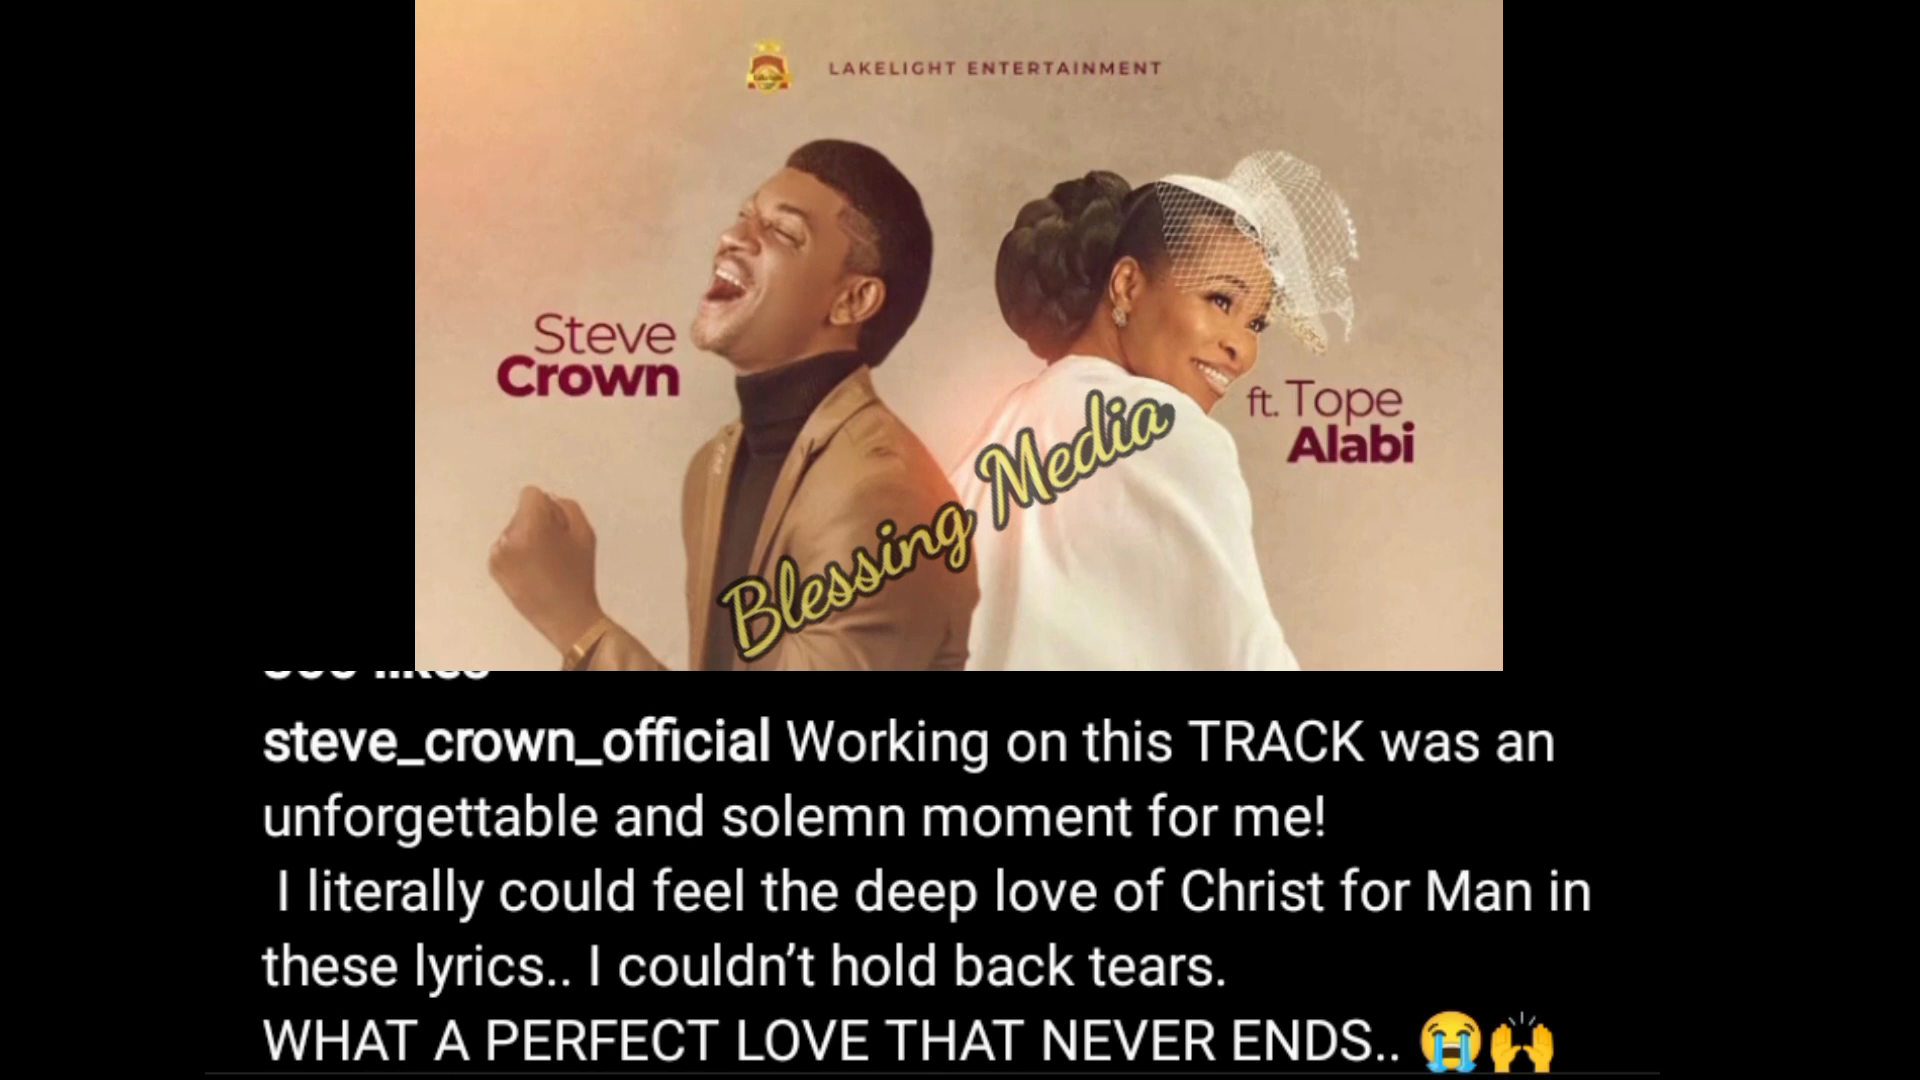 LAKELIGHT ENTERTAINMENT
Steve
Crown
ft. Tope
Alabi
Blessing Media
likes
steve_crown_official Working on this TRACK was an
unforgettable and solemn moment for me!
I literally could feel the deep love of Christ for Man in
these lyrics.. I couldn’t hold back tears.
WHAT A PERFECT LOVE THAT NEVER ENDS.. 😭🙌